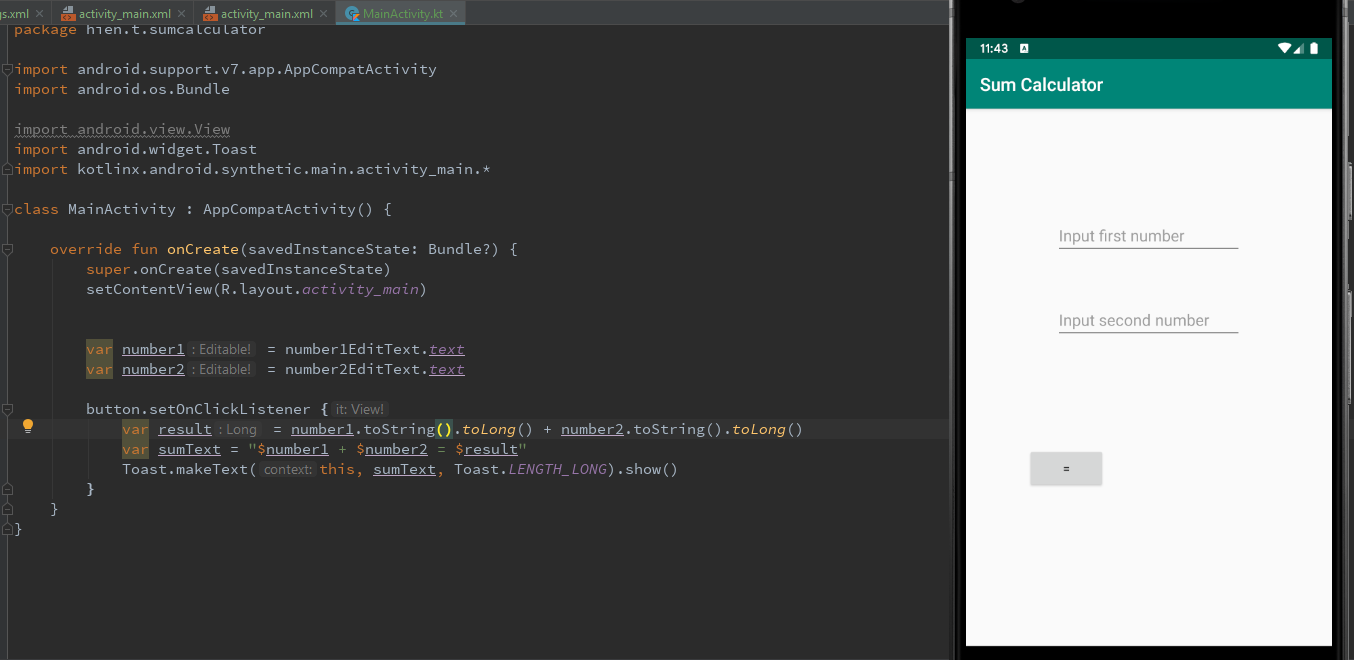 gs.xml × activity_main.xml × activity_main.xml × MainActivity.kt ×
package hien.t.sumcalculator
import android.support.v7.app.AppCompatActivity
import android.os.Bundle
import android.view.View
import android.widget.Toast
import kotlinx.android.synthetic.main.activity_main.*
class MainActivity : AppCompatActivity() {
override fun onCreate(savedInstanceState: Bundle?) {
super.onCreate(savedInstanceState)
setContentView(R.layout.activity_main)
var number1 : Editable! = number1EditText.text
var number2 : Editable! = number2EditText.text
button.setOnClickListener { it: View!
var result : Long = number1.toString().toLong() + number2.toString().toLong()
var sumText = "$number1 + $number2 = $result"
Toast.makeText( context: this, sumText, Toast.LENGTH_LONG).show()
}
}
}
11:43 A
Sum Calculator
Input first number
Input second number
=